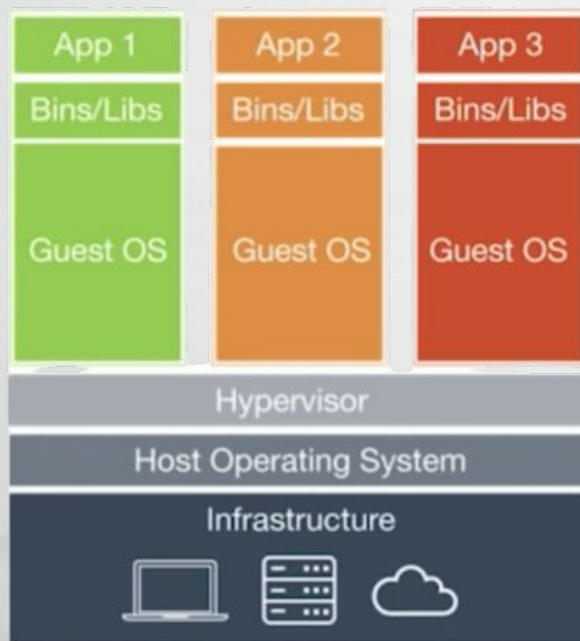 App 1
App 2
App 3
Bins/Libs
Bins/Libs
Bins/Libs
Guest OS
Guest OS
Guest OS
Hypervisor
Host Operating System
Infrastructure